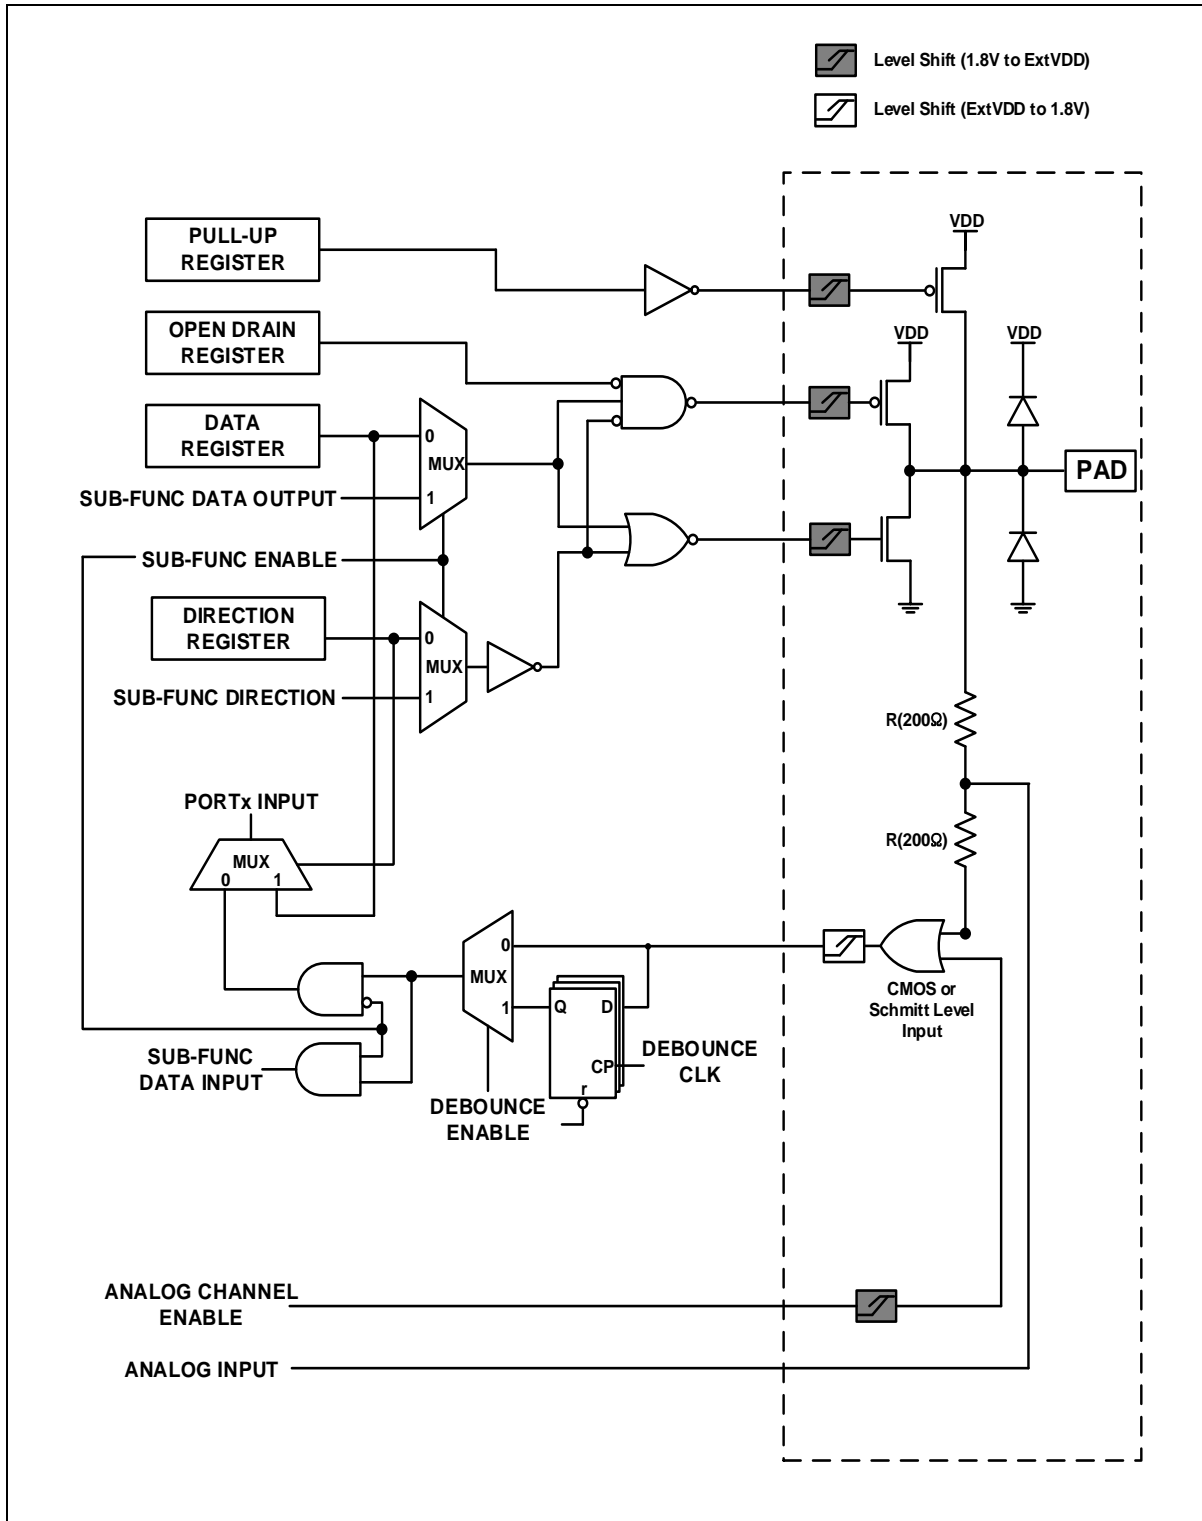 Level Shift (1.8V to ExtVDD)
Level Shift (ExtVDD to 1.8V)
VDD
PULL-UP
REGISTER
OPEN DRAIN
REGISTER
VDD
VDD
DATA
REGISTER
0
MUX
1
PAD
SUB-FUNC DATA OUTPUT
SUB-FUNC ENABLE
DIRECTION
REGISTER
0
MUX
1
SUB-FUNC DIRECTION
R(200Ω)
PORTx INPUT
MUX
0 1
R(200Ω)
0
MUX
1
Q D
CP
r
CMOS or
Schmitt Level
Input
SUB-FUNC
DATA INPUT
DEBOUNCE
CLK
DEBOUNCE
ENABLE
ANALOG CHANNEL
ENABLE
ANALOG INPUT